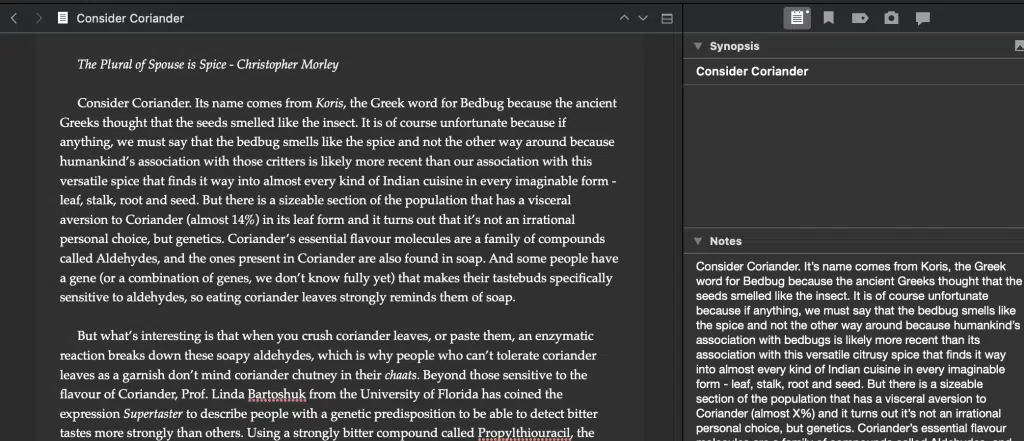 Consider Coriander
The Plural of Spouse is Spice - Christopher Morley
Consider Coriander. Its name comes from Koris, the Greek word for Bedbug because the ancient
Greeks thought that the seeds smelled like the insect. It is of course unfortunate because if
anything, we must say that the bedbug smells like the spice and not the other way around because
humankind's association with those critters is likely more recent than our association with this
versatile spice that finds it way into almost every kind of Indian cuisine in every imaginable form -
leaf, stalk, root and seed. But there is a sizeable section of the population that has a visceral
aversion to Coriander (almost 14%) in its leaf form and it turns out that it's not an irrational
personal choice, but genetics. Coriander's essential flavour molecules are a family of compounds
called Aldehydes, and the ones present in Coriander are also found in soap. And some people have
a gene (or a combination of genes, we don't know fully yet) that makes their tastebuds specifically
sensitive to aldehydes, so eating coriander leaves strongly reminds them of soap.
But what's interesting is that when you crush coriander leaves, or paste them, an enzymatic
reaction breaks down these soapy aldehydes, which is why people who can't tolerate coriander
leaves as a garnish don't mind coriander chutney in their chaats. Beyond those sensitive to the
flavour of Coriander, Prof. Linda Bartoshuk from the University of Florida has coined the
expression Supertaster to describe people with a genetic predisposition to be able to detect bitter
tastes more strongly than others. Using a strongly bitter compound called Propylthiouracil, the
Synopsis
Consider Coriander
Notes
Consider Coriander. It's name comes from Koris, the Greek
word for Bedbug because the ancient Greeks thought that the
seeds smelled like the insect. It is of course unfortunate
because if anything, we must say that the bedbug smells like
the spice and not the other way around because humankind's
association with bedbugs is likely more recent than its
association with this versatile citrusy spice that finds it way
into almost every kind of Indian cuisine in every imaginable
form - leaf, stalk, root and seed. But there is a sizeable
section of the population that has a visceral aversion to
Coriander (almost X%) and it turns out it's not an irrational
personal choice, but genetics. Coriander's essential flavour
molecules are a family of compounds called Aldehydes, and